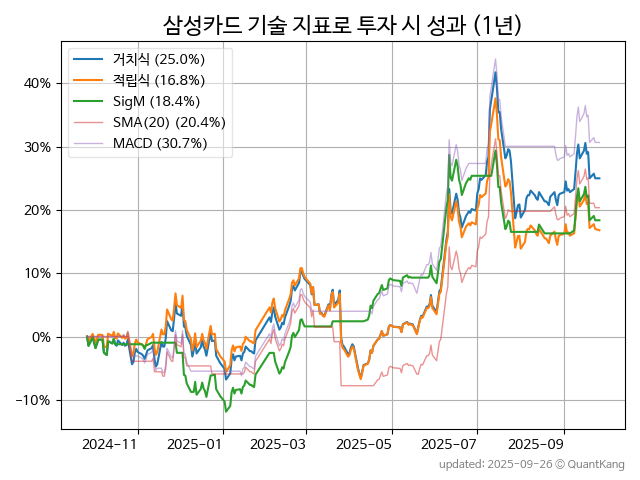 삼성카드 기술 지표로 투자 시 성과 (1년)
거치식 (25.0%)
적립식 (16.8%)
SigM (18.4%)
SMA(20) (20.4%)
MACD (30.7%)
40%
30%
20%
10%
0%
−10%
2024−11 2025−01 2025−03 2025−05 2025−07 2025−09
updated: 2025-09-26 © QuantKang